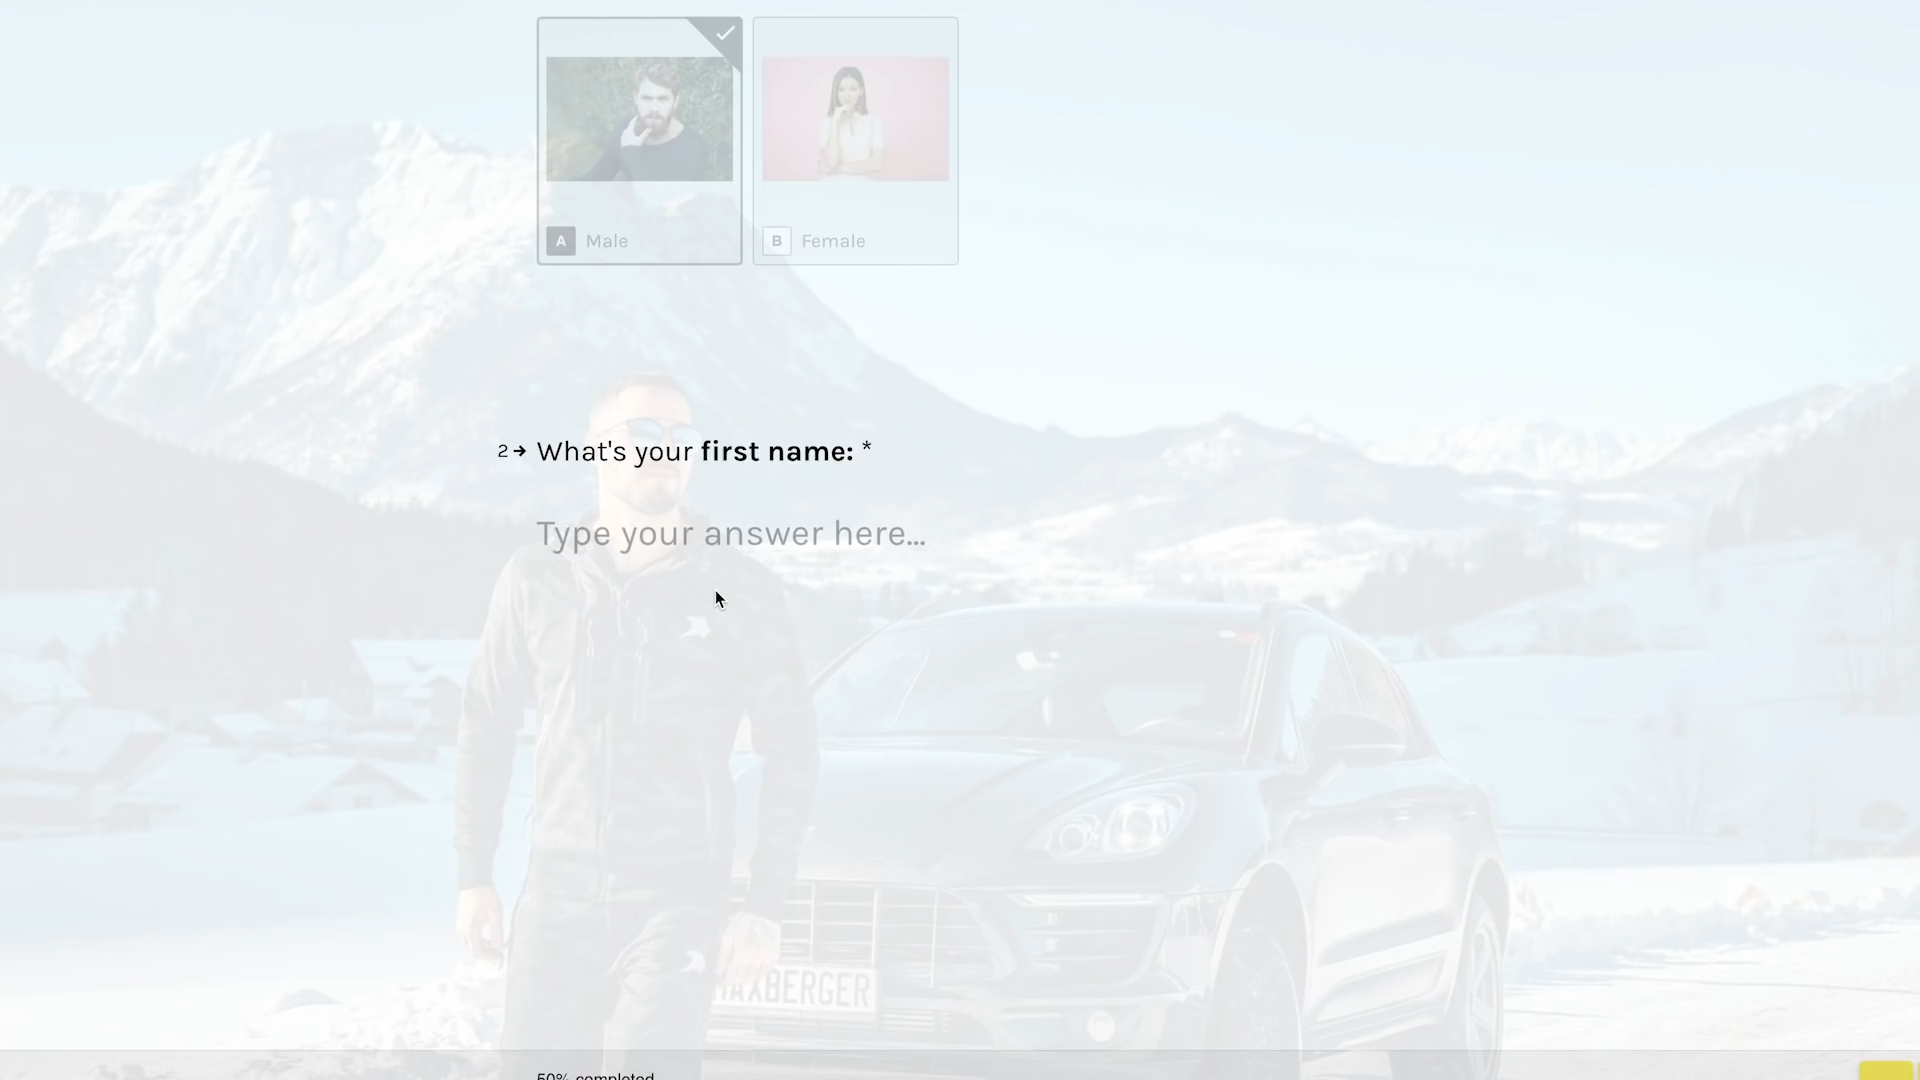 A Male
B Female
2 → What's your first name: *
Type your answer here...
MAXBERGER
50% completed